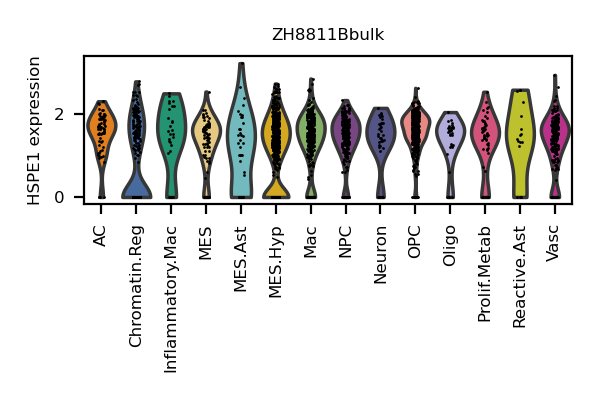 ZH8811Bbulk
HSPE1 expression
2
0
AC
Chromatin.Reg
Inflammatory.Mac
MES
MES.Ast
MES.Hyp
Mac
NPC
Neuron
OPC
Oligo
Prolif.Metab
Reactive.Ast
Vasc